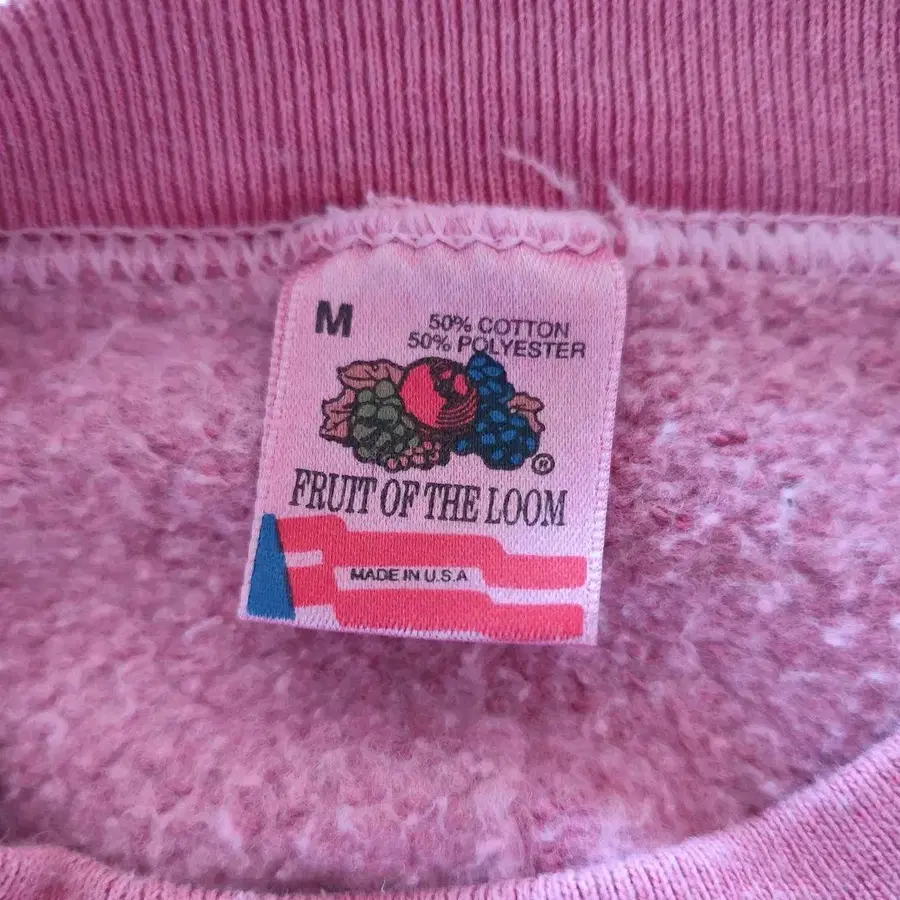 M
50% COTTON
50% POLYESTER
®
FRUIT OF THE LOOM
MADE IN U.S.A